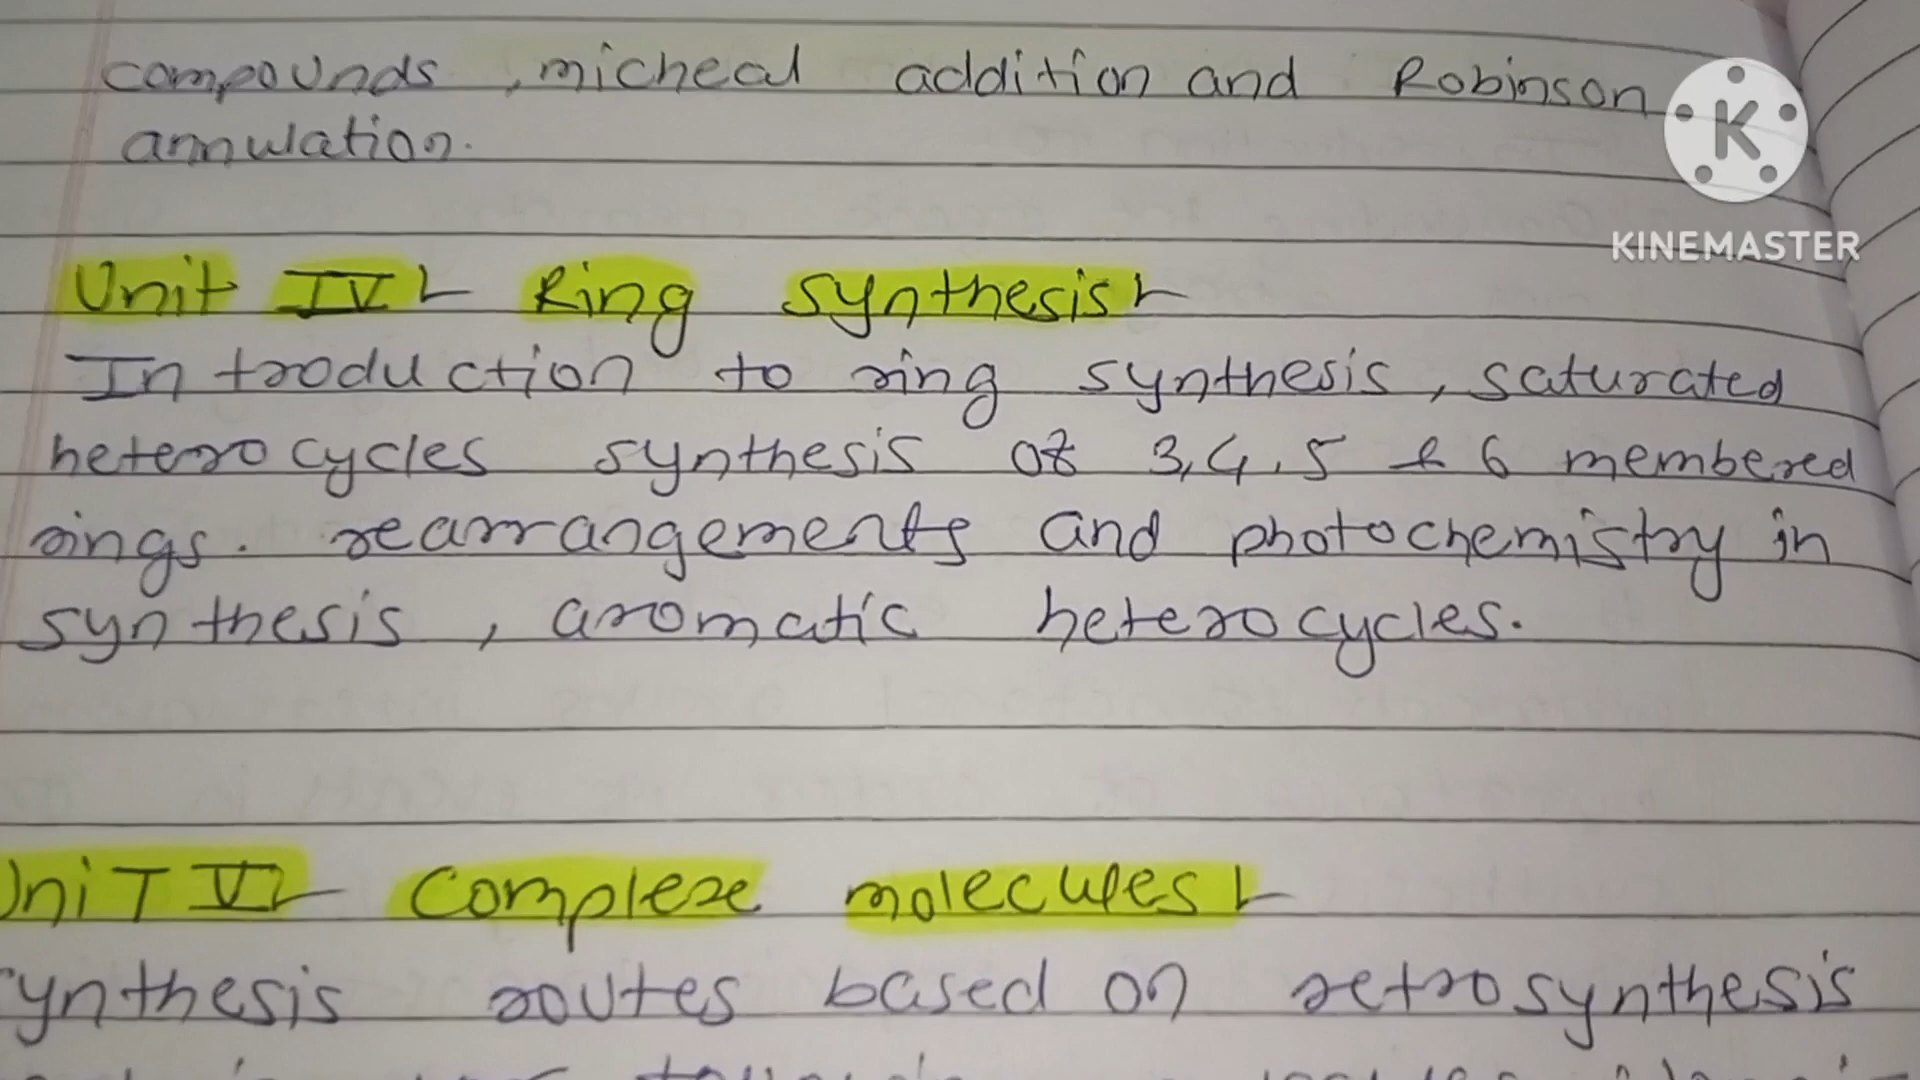 compounds, micheal addition and Robinson
annulation.
K
KINEMASTER
Unit IV :- Ring synthesis :-
Introduction to ring synthesis, saturated
heterocycles synthesis of 3,4,5 & 6 membered
rings. rearrangements and photochemistry in
synthesis, aromatic heterocycles.
Unit V :- Complexe molecules :-
synthesis routes based on retrosynthesis